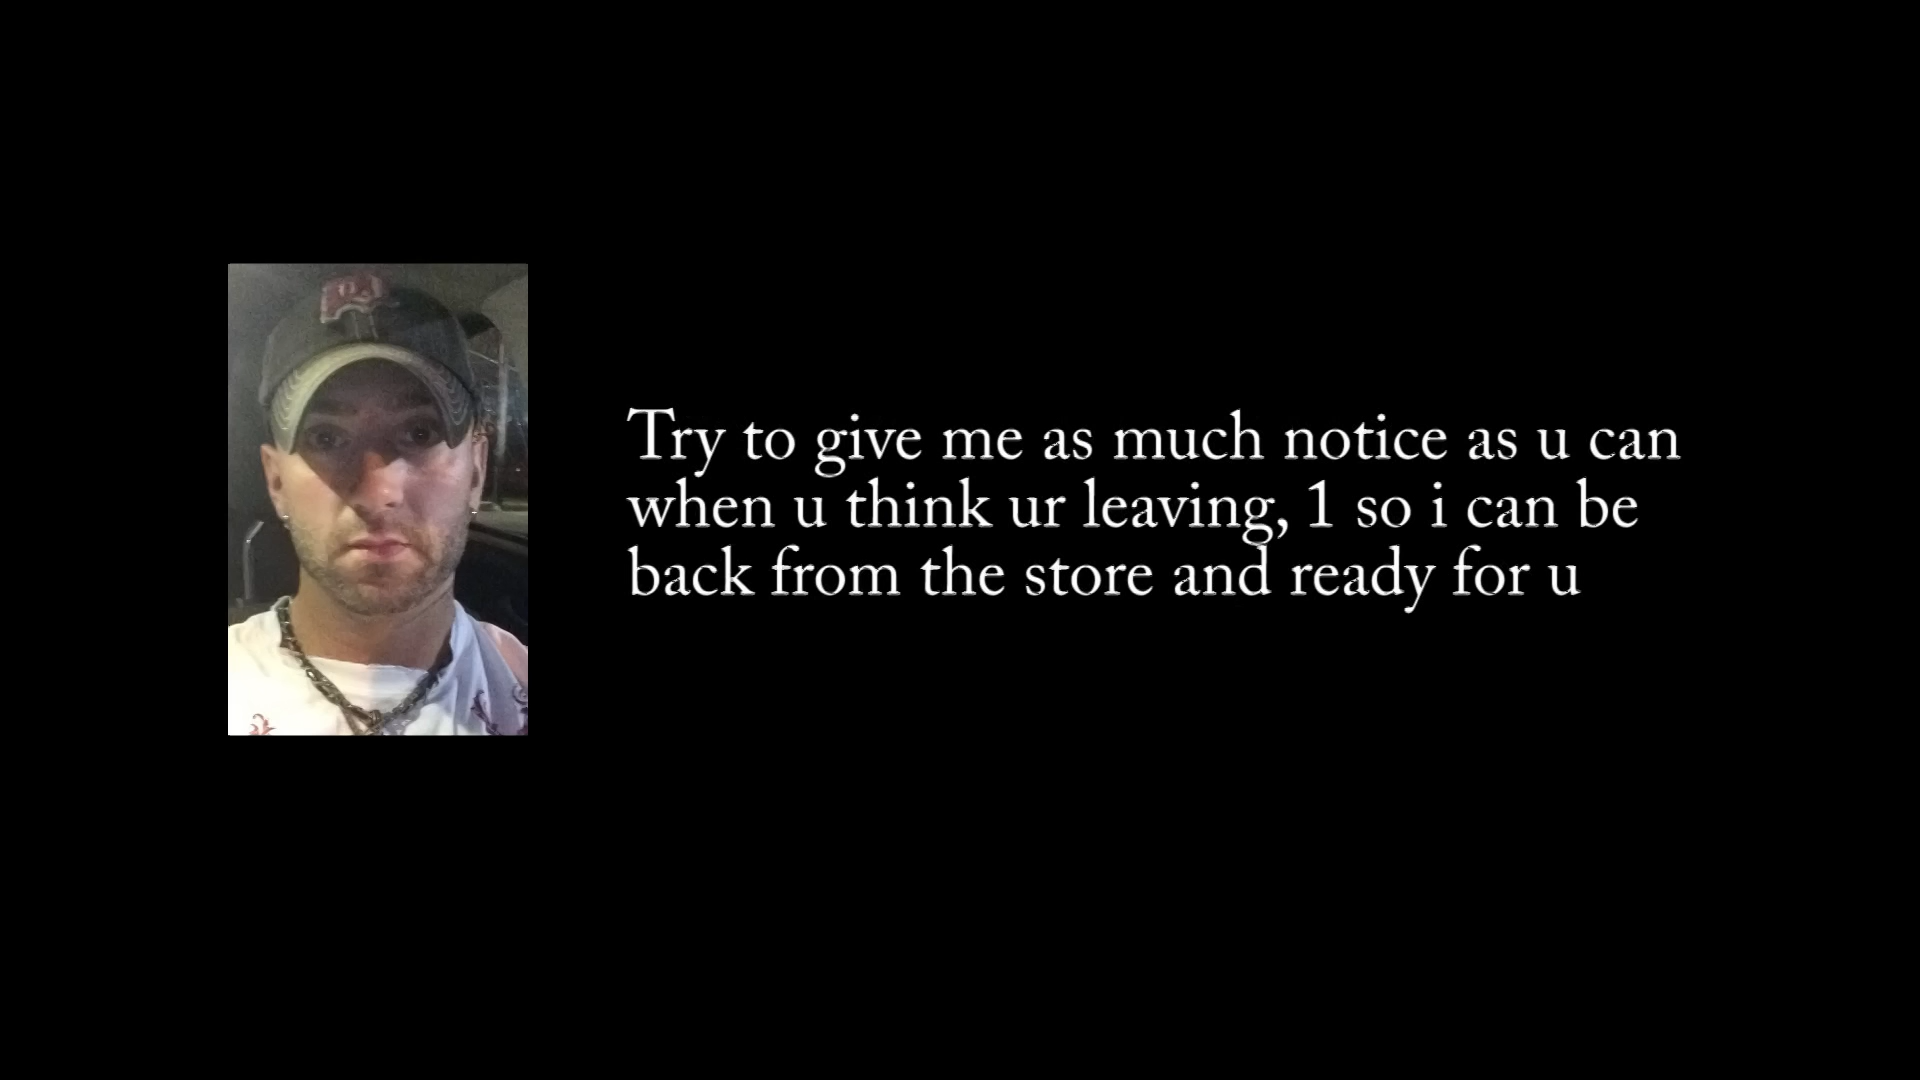 Try to give me as much notice as u can
when u think ur leaving, 1 so i can be
back from the store and ready for u